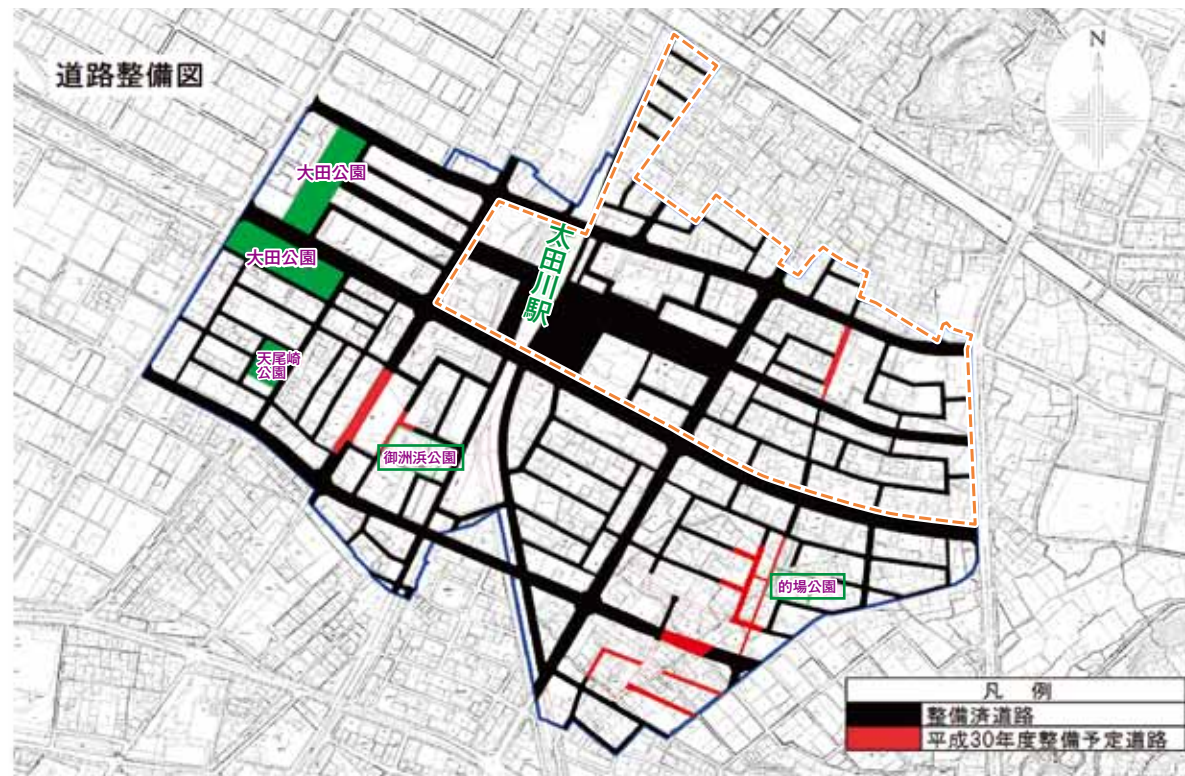 道路整備図
N
大田公園
大田公園
太田川駅
天尾崎
公園
御洲浜公園
的場公園
凡 例
整備済道路
平成30年度整備予定道路